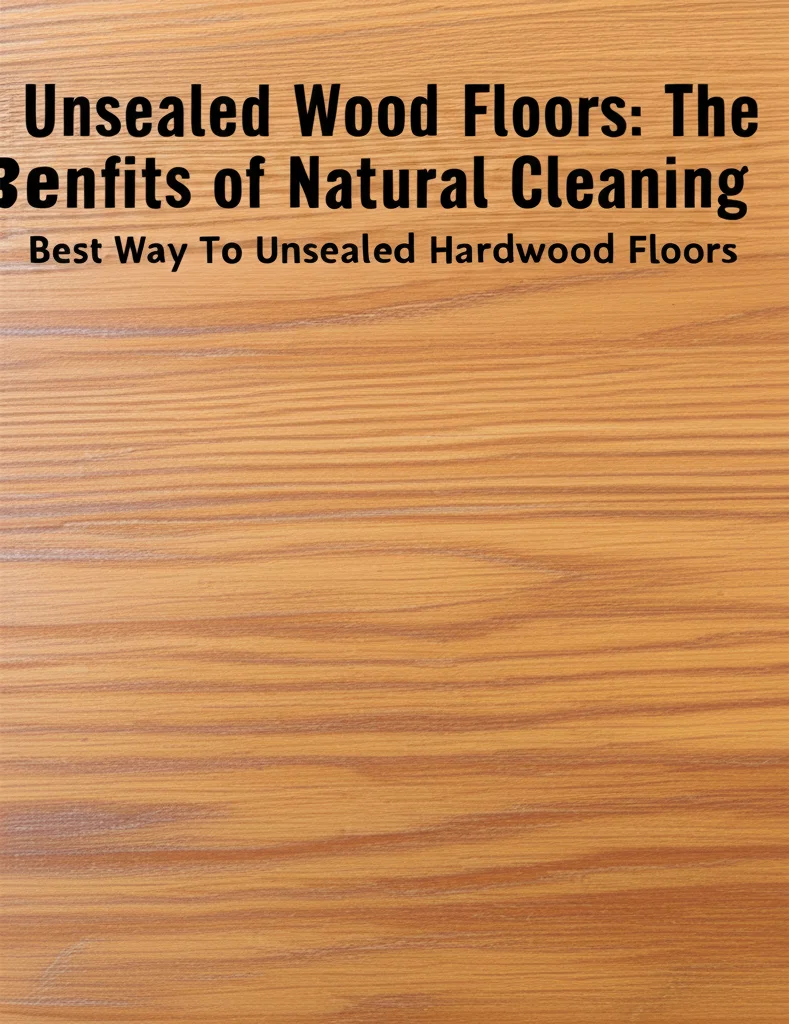 Unsealed Wood Floors: The
Benfits of Natural Cleaning
Best Way To Unsealed Hardwood Floors